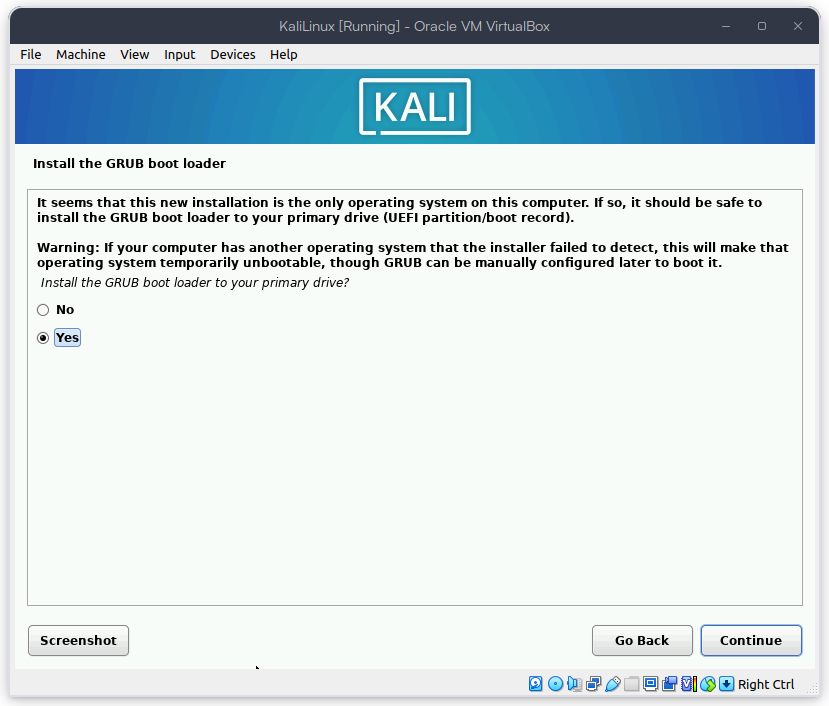 KaliLinux [Running] - Oracle VM VirtualBox
File Machine View Input Devices Help
KALI
Install the GRUB boot loader
It seems that this new installation is the only operating system on this computer. If so, it should be safe to
install the GRUB boot loader to your primary drive (UEFI partition/boot record).
Warning: If your computer has another operating system that the installer failed to detect, this will make that
operating system temporarily unbootable, though GRUB can be manually configured later to boot it.
Install the GRUB boot loader to your primary drive?
No
Yes
Screenshot Go Back Continue
Right Ctrl